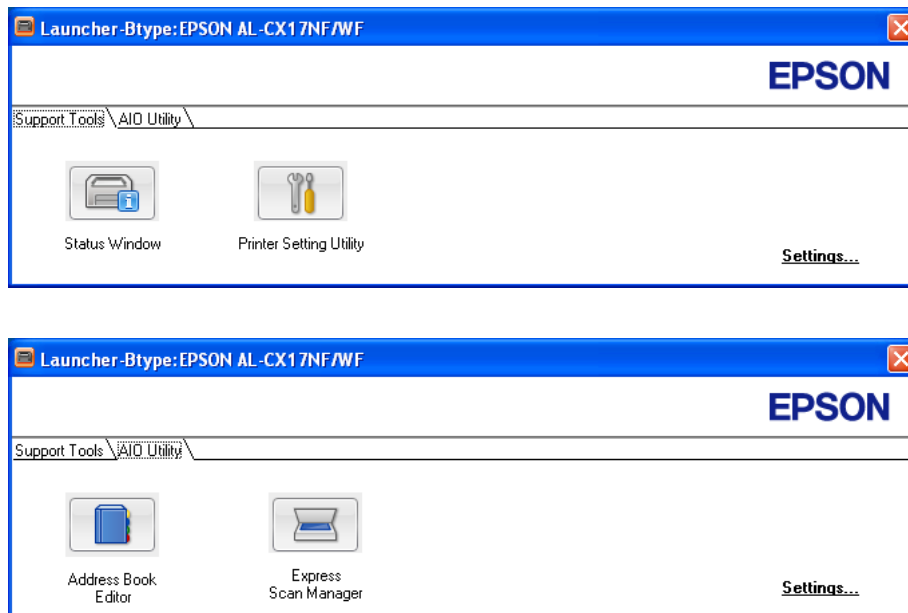 Launcher-Btype:EPSON AL-CX17NF/WF
EPSON
Support Tools AIO Utility
Status Window Printer Setting Utility
Settings...
Launcher-Btype:EPSON AL-CX17NF/WF
EPSON
Support Tools AIO Utility
Address Book
Editor
Express
Scan Manager
Settings...